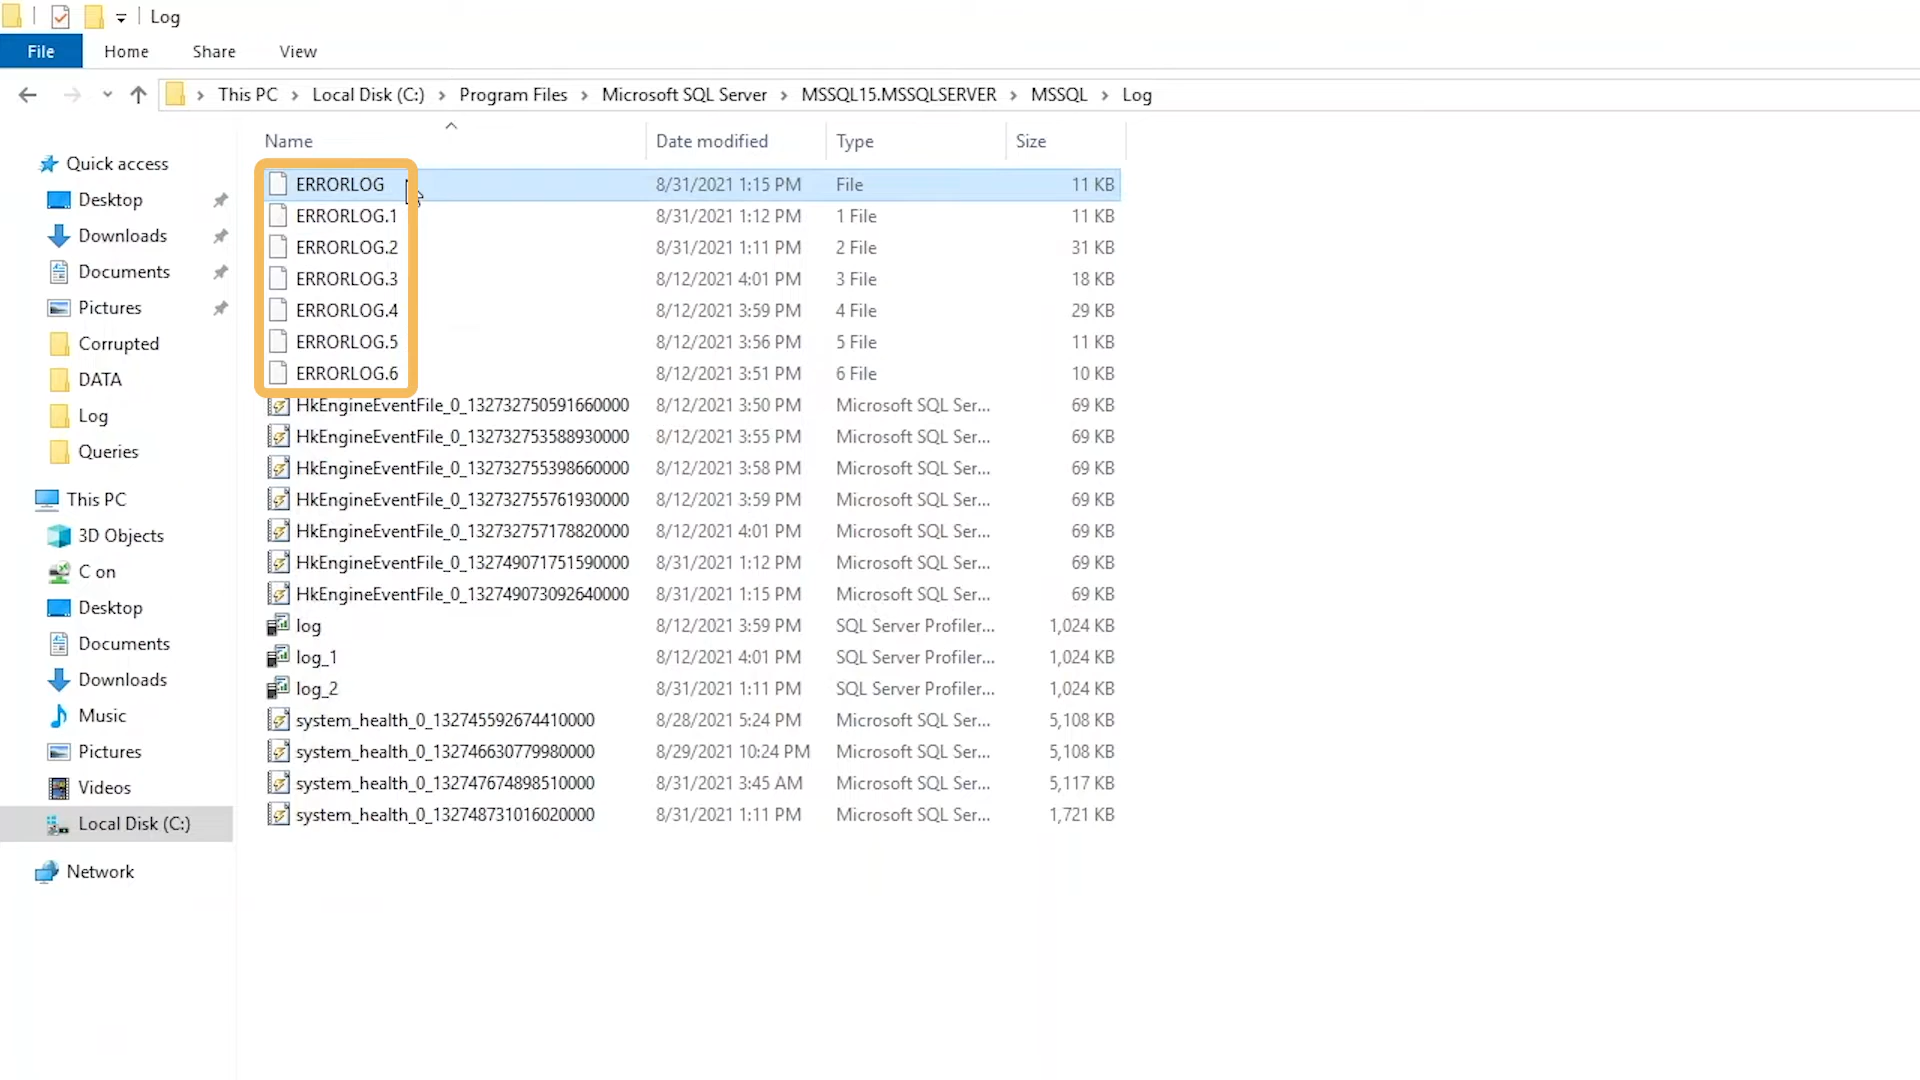 Log
File Home Share View
This PC Local Disk (C:) Program Files Microsoft SQL Server MSSQL15.MSSQLSERVER MSSQL Log
Name Date modified Type Size
Quick access
Desktop
Downloads
Documents
Pictures
Corrupted
DATA
Log
Queries
This PC
3D Objects
C on
Desktop
Documents
Downloads
Music
Pictures
Videos
Local Disk (C:)
Network
ERRORLOG 8/31/2021 1:15 PM File 11 KB
ERRORLOG.1 8/31/2021 1:12 PM 1 File 11 KB
ERRORLOG.2 8/31/2021 1:11 PM 2 File 31 KB
ERRORLOG.3 8/12/2021 4:01 PM 3 File 18 KB
ERRORLOG.4 8/12/2021 3:59 PM 4 File 29 KB
ERRORLOG.5 8/12/2021 3:56 PM 5 File 11 KB
ERRORLOG.6 8/12/2021 3:51 PM 6 File 10 KB
HkEngineEventFile_0_132732750591660000 8/12/2021 3:50 PM Microsoft SQL Ser... 69 KB
HkEngineEventFile_0_132732753588930000 8/12/2021 3:55 PM Microsoft SQL Ser... 69 KB
HkEngineEventFile_0_132732755398660000 8/12/2021 3:58 PM Microsoft SQL Ser... 69 KB
HkEngineEventFile_0_132732755761930000 8/12/2021 3:59 PM Microsoft SQL Ser... 69 KB
HkEngineEventFile_0_132732757178820000 8/12/2021 4:01 PM Microsoft SQL Ser... 69 KB
HkEngineEventFile_0_132749071751590000 8/31/2021 1:12 PM Microsoft SQL Ser... 69 KB
HkEngineEventFile_0_132749073092640000 8/31/2021 1:15 PM Microsoft SQL Ser... 69 KB
log 8/12/2021 3:59 PM SQL Server Profiler... 1,024 KB
log_1 8/12/2021 4:01 PM SQL Server Profiler... 1,024 KB
log_2 8/31/2021 1:11 PM SQL Server Profiler... 1,024 KB
system_health_0_132745592674410000 8/28/2021 5:24 PM Microsoft SQL Ser... 5,108 KB
system_health_0_132746630779980000 8/29/2021 10:24 PM Microsoft SQL Ser... 5,108 KB
system_health_0_132747674898510000 8/31/2021 3:45 AM Microsoft SQL Ser... 5,117 KB
system_health_0_132748731016020000 8/31/2021 1:11 PM Microsoft SQL Ser... 1,721 KB